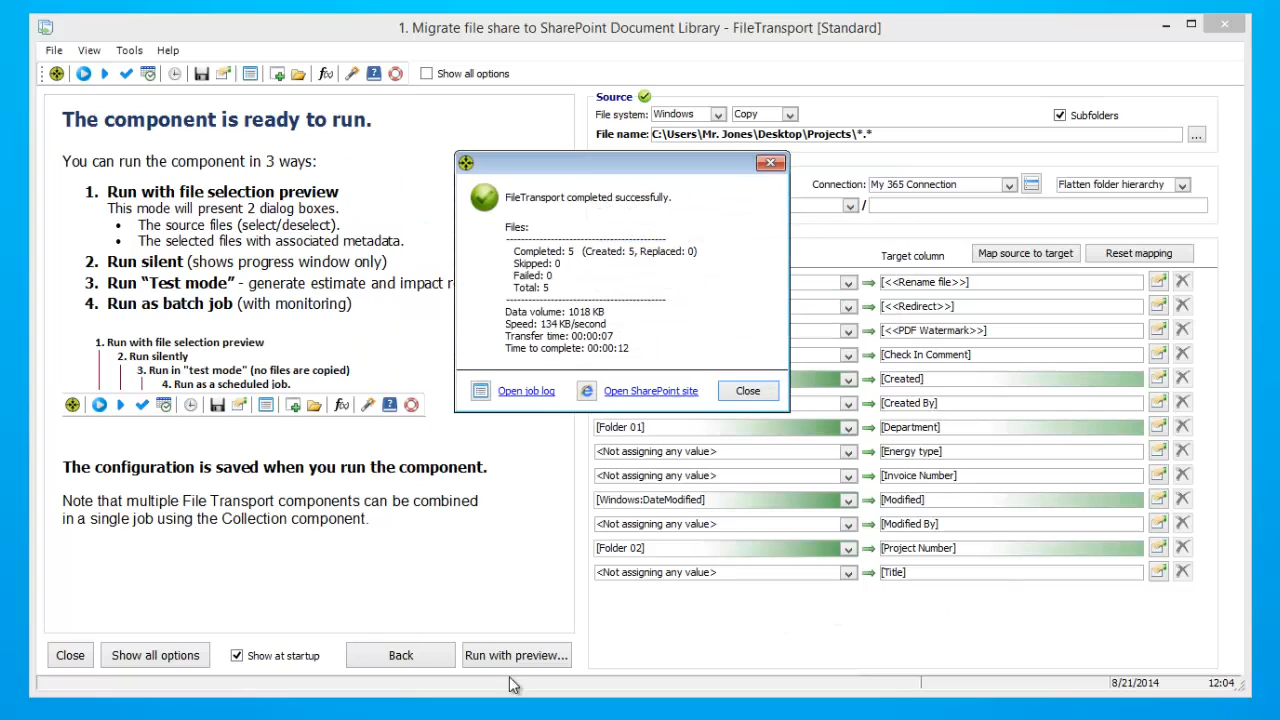 1. Migrate file share to SharePoint Document Library - FileTransport [Standard]
File View Tools Help
Show all options
The component is ready to run.
You can run the component in 3 ways:
1. Run with file selection preview
This mode will present 2 dialog boxes.
• The source files (select/deselect).
• The selected files with associated metadata.
2. Run silent (shows progress window only)
3. Run “Test mode” - generate estimate and impact r
4. Run as batch job (with monitoring)
1. Run with file selection preview
2. Run silently
3. Run in "test mode" (no files are copied)
4. Run as a scheduled job.
The configuration is saved when you run the component.
Note that multiple File Transport components can be combined
in a single job using the Collection component.
Close
Show all options
Show at startup
Back
Run with preview...
FileTransport completed successfully.
Files:
--------------------------------------------
Completed: 5 (Created: 5, Replaced: 0)
Skipped: 0
Failed: 0
Total: 5
--------------------------------------------
Data volume: 1018 KB
Speed: 134 KB/second
Transfer time: 00:00:07
Time to complete: 00:00:12
Open job log
Open SharePoint site
Close
Source
File system: Windows Copy Subfolders
File name: C:\Users\Mr. Jones\Desktop\Projects\*.* ...
Connection: My 365 Connection Flatten folder hierarchy
/
Target column Map source to target Reset mapping
[<<Rename file>>]
[<<Redirect>>]
[<<PDF Watermark>>]
[Check In Comment]
[Created]
[Created By]
[Folder 01] [Department]
<Not assigning any value> [Energy type]
<Not assigning any value> [Invoice Number]
[Windows:DateModified] [Modified]
<Not assigning any value> [Modified By]
[Folder 02] [Project Number]
<Not assigning any value> [Title]
8/21/2014 12:04